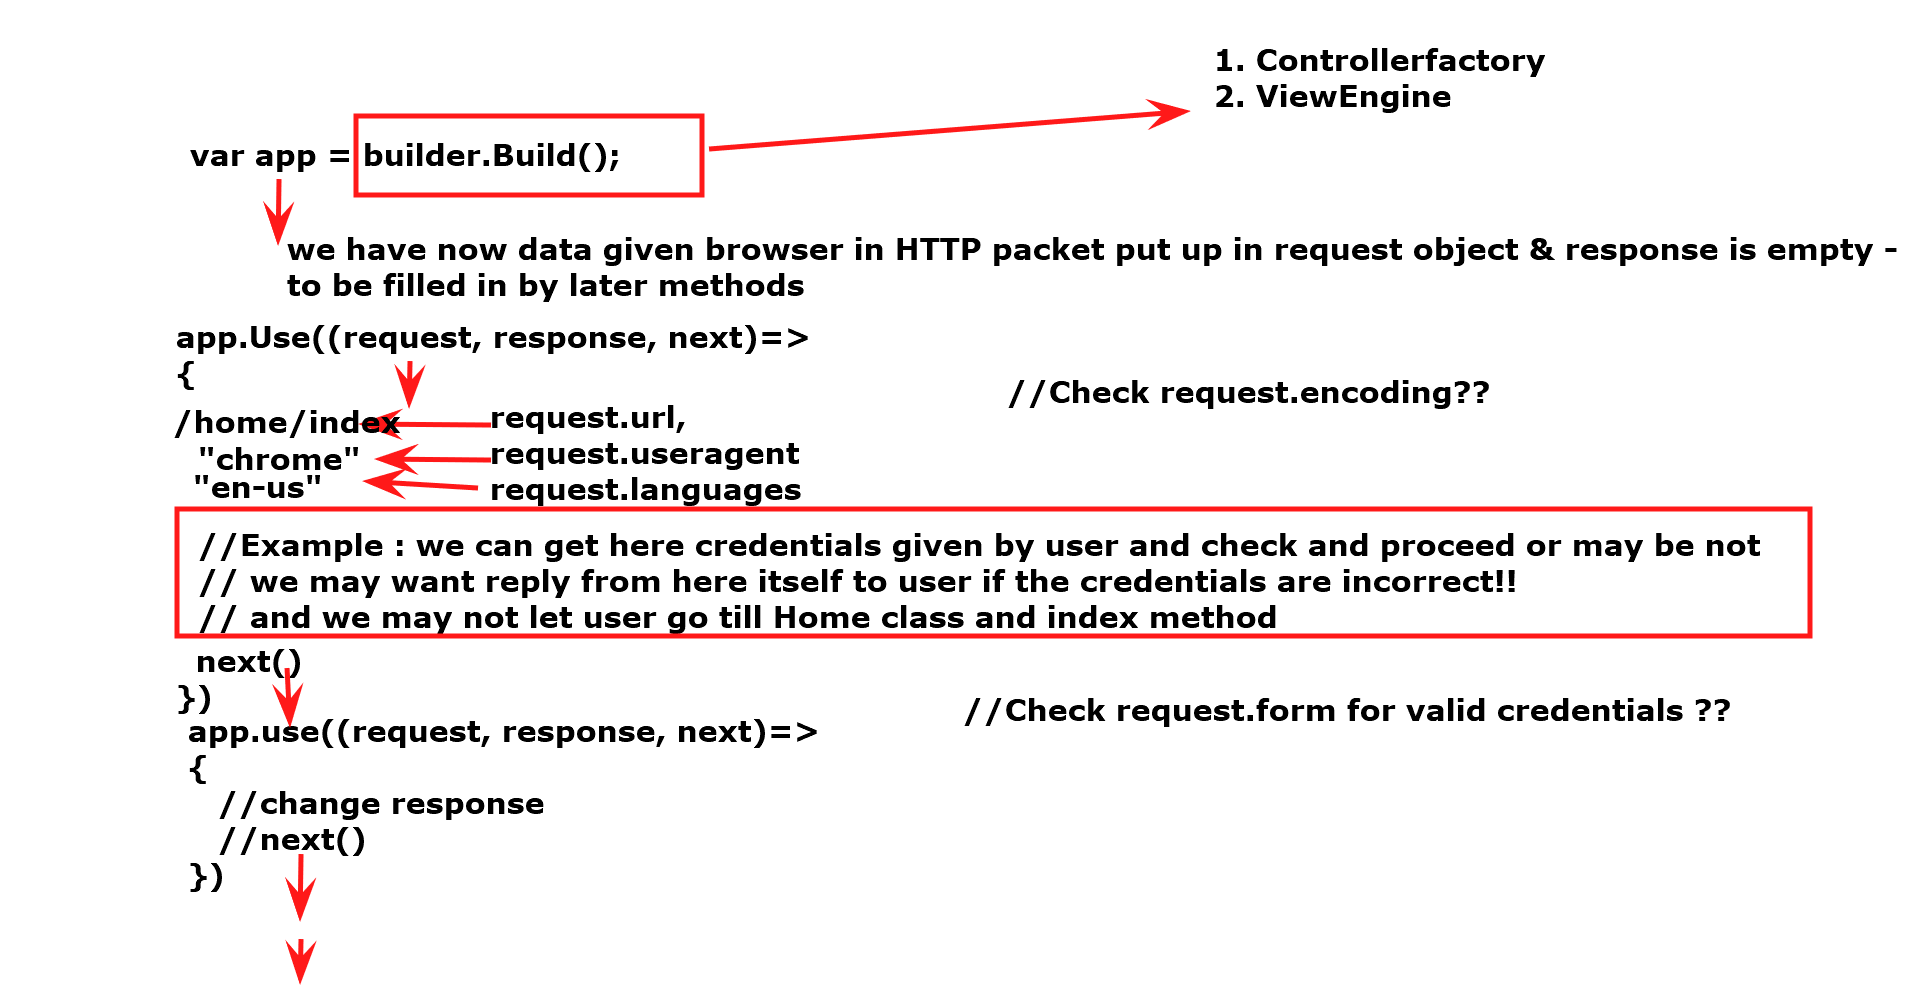 1. Controllerfactory
2. ViewEngine
var app = builder.Build();
we have now data given browser in HTTP packet put up in request object & response is empty -
to be filled in by later methods
app.Use((request, response, next)=>
{
//Check request.encoding??
/home/index
request.url,
"chrome"
request.useragent
"en-us"
request.languages
//Example : we can get here credentials given by user and check and proceed or may be not
// we may want reply from here itself to user if the credentials are incorrect!!
// and we may not let user go till Home class and index method
next()
})
//Check request.form for valid credentials ??
app.use((request, response, next)=>
{
//change response
//next()
})